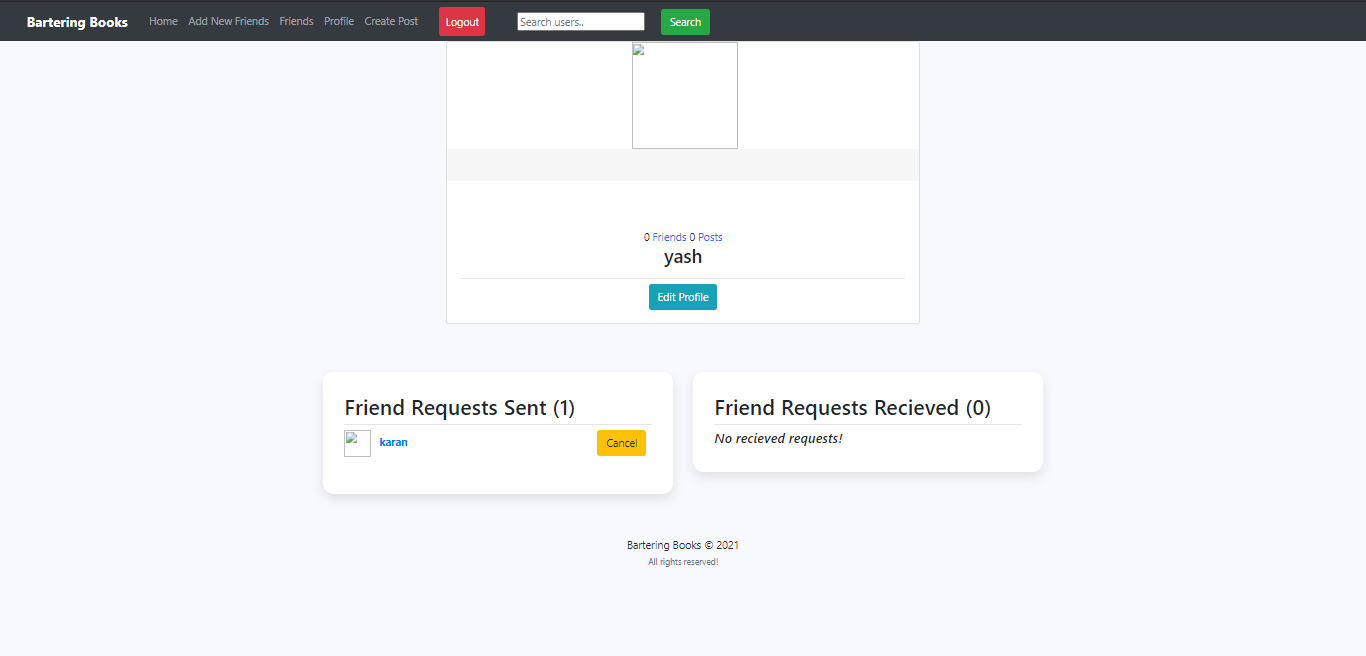 Bartering Books Home Add New Friends Friends Profile Create Post Logout Search users.. Search
0 Friends 0 Posts
yash
Edit Profile
Friend Requests Sent (1)
karan Cancel
Friend Requests Recieved (0)
No recieved requests!
Bartering Books © 2021
All rights reserved!